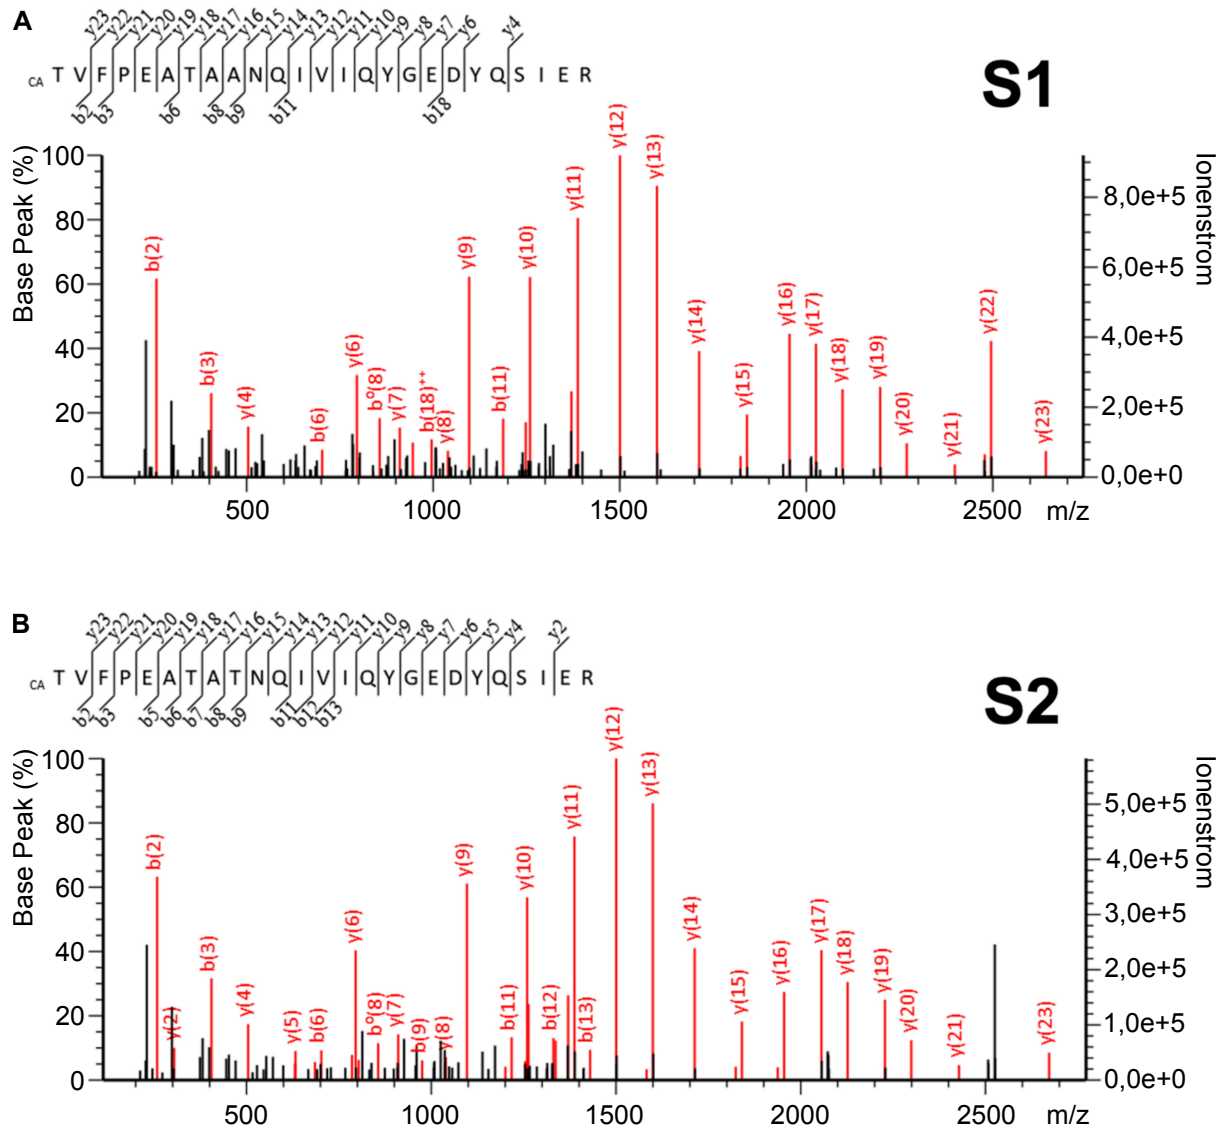 A
y23 y22 y21 y20 y19 y18 y17 y16 y15 y14 y13 y12 y11 y10 y9 y8 y7 y6 y4
CA T V F P E A T A A N Q I V I Q Y G E D Y Q S I E R
b2 b3 b6 b8 b9 b11 b18
S1
Base Peak (%)
100
80
60
40
20
0
b(2) b(3) y(4) b(6) y(6) b⁰(8) y(7) b(18)⁺⁺ y(8) y(9) b(11) y(10) y(11) y(12) y(13) y(14) y(15) y(16) y(17) y(18) y(19) y(20) y(21) y(22) y(23)
8,0e+5
6,0e+5
4,0e+5
2,0e+5
0,0e+0
Ionenstrom
500 1000 1500 2000 2500 m/z
B
y23 y22 y21 y20 y19 y18 y17 y16 y15 y14 y13 y12 y11 y10 y9 y8 y7 y6 y5 y4 y2
CA T V F P E A T A T N Q I V I Q Y G E D Y Q S I E R
b2 b3 b5 b6 b7 b8 b9 b11 b12 b13
S2
Base Peak (%)
100
80
60
40
20
0
b(2) y(2) b(3) y(4) y(5) b(6) y(6) b⁰(8) y(7) b(9) y(8) y(9) b(11) y(10) b(12) y(11) b(13) y(12) y(13) y(14) y(15) y(16) y(17) y(18) y(19) y(20) y(21) y(23)
5,0e+5
4,0e+5
3,0e+5
2,0e+5
1,0e+5
0,0e+0
Ionenstrom
500 1000 1500 2000 2500 m/z